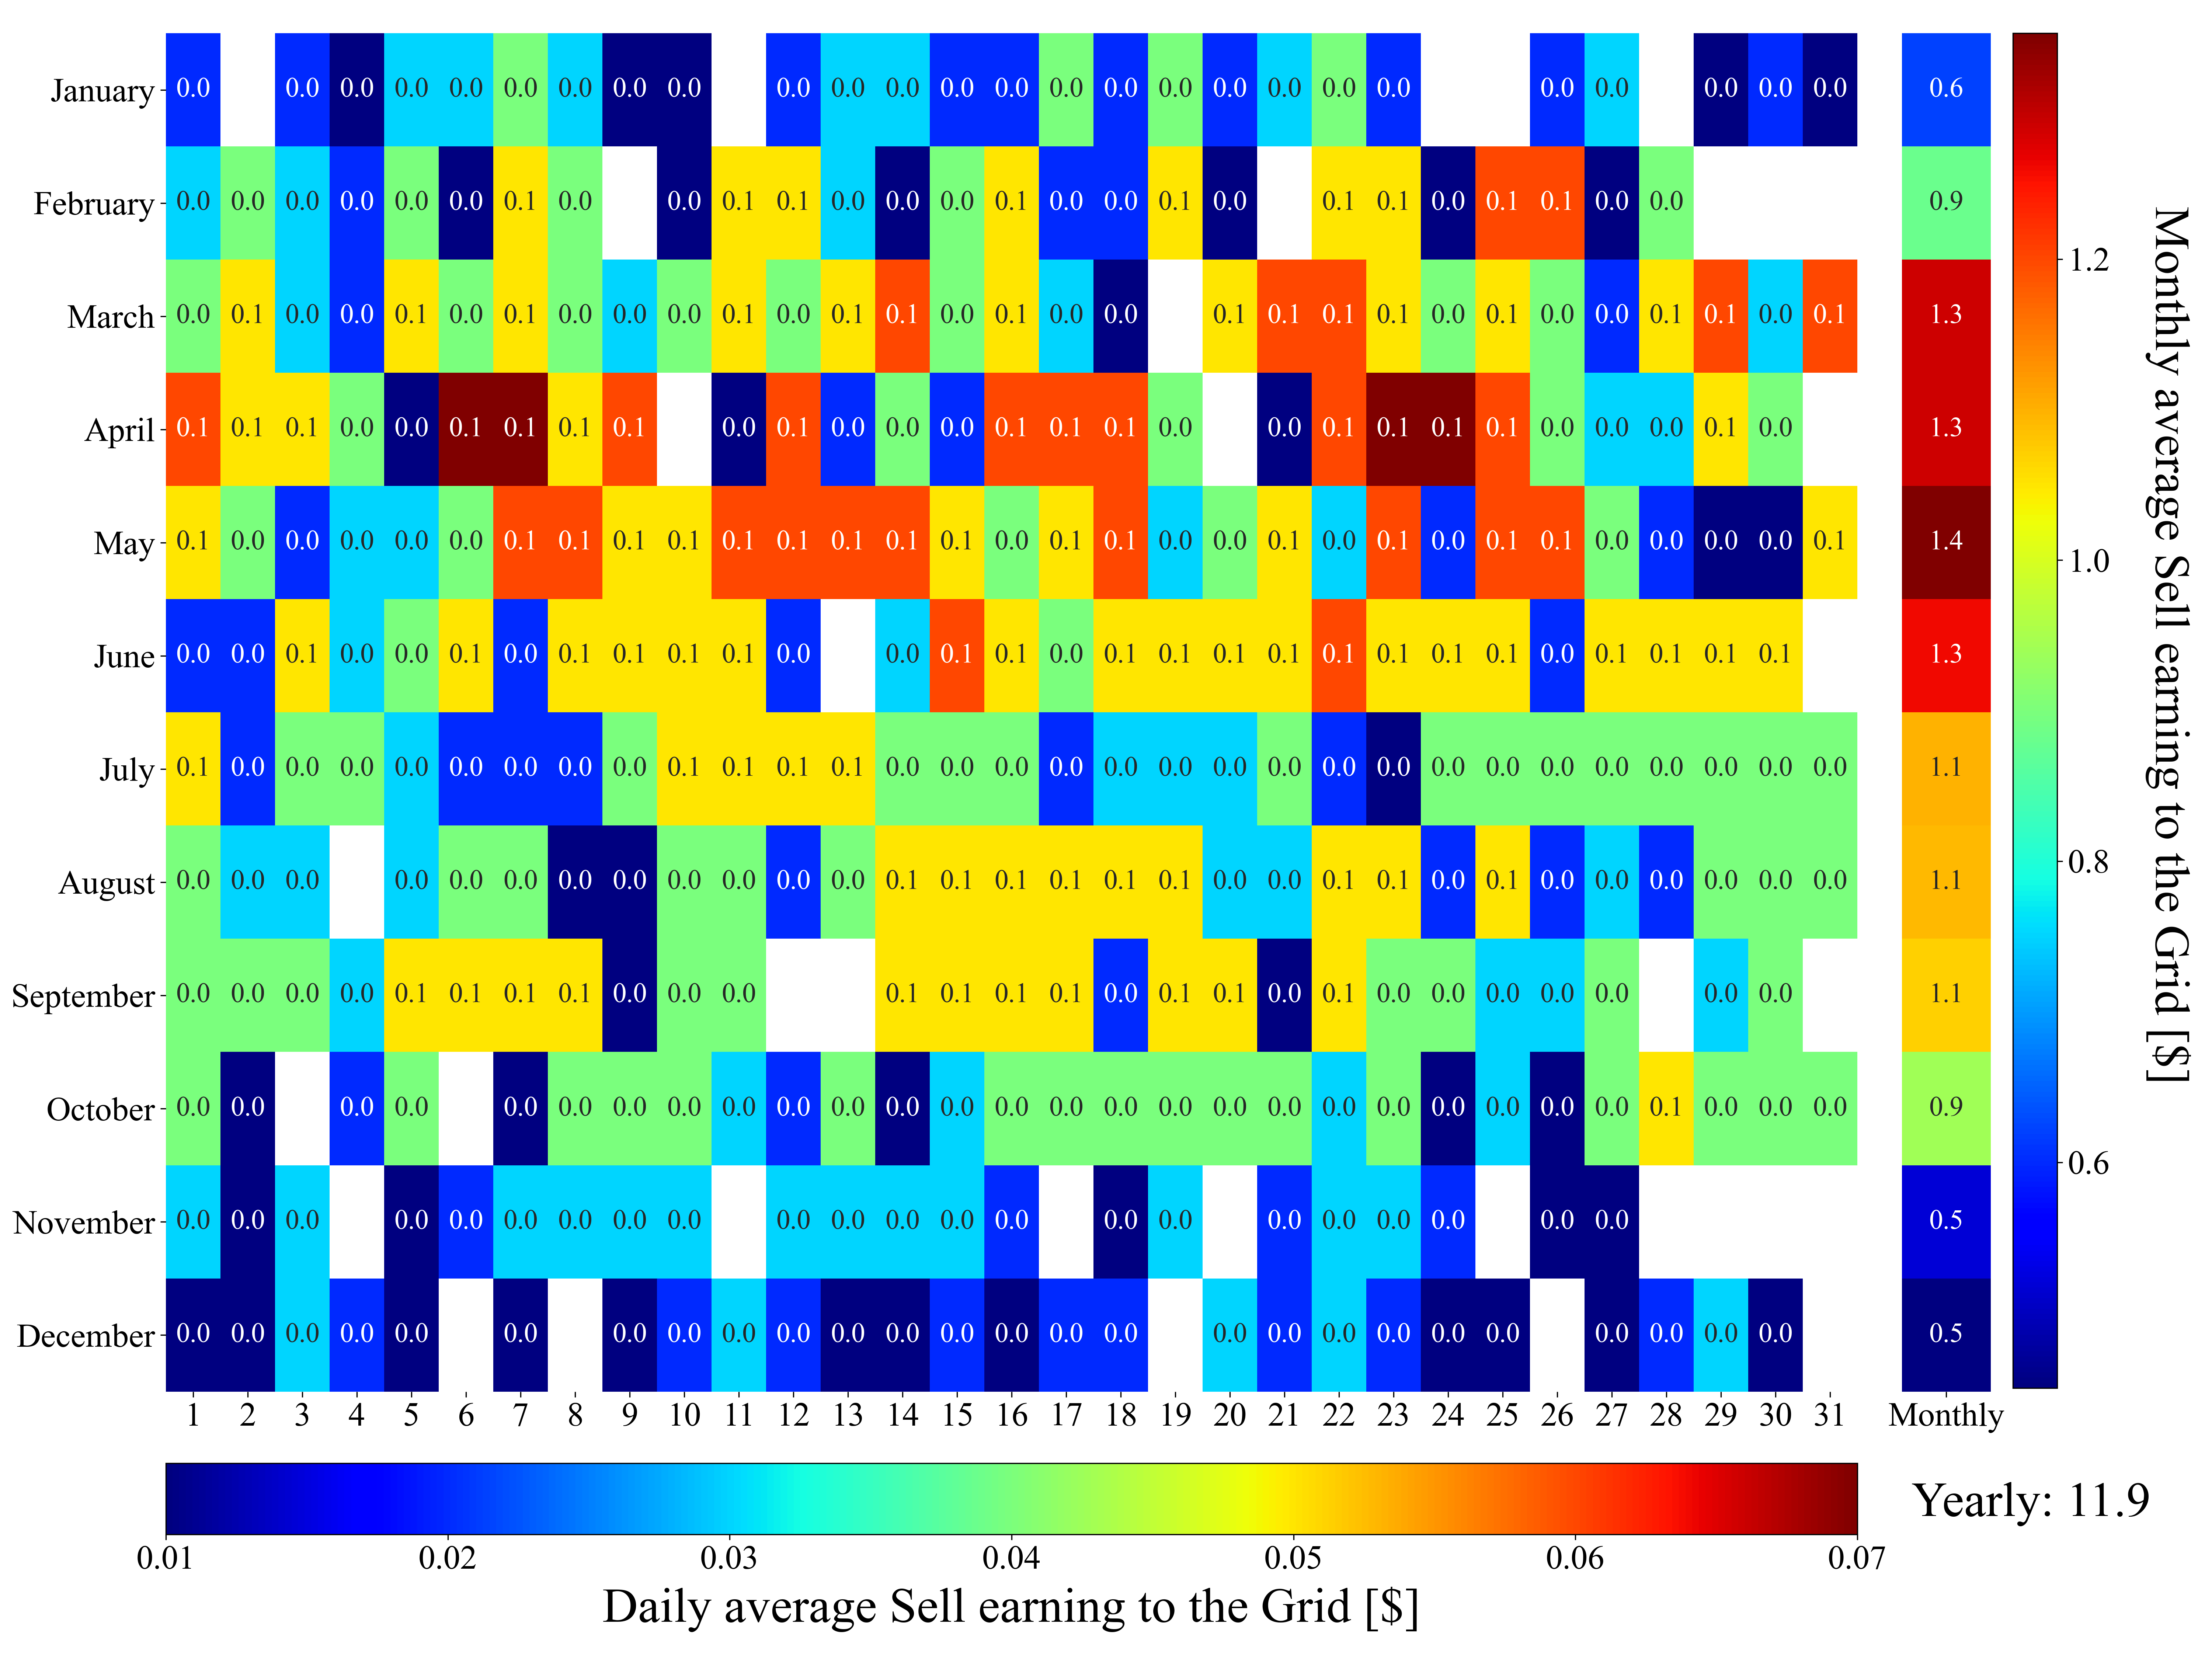 January 0.0 0.0 0.0 0.0 0.0 0.0 0.0 0.0 0.0 0.0 0.0 0.0 0.0 0.0 0.0 0.0 0.0 0.0 0.0 0.0 0.0 0.0 0.0 0.0 0.0 0.0 0.6
February 0.0 0.0 0.0 0.0 0.0 0.0 0.1 0.0 0.0 0.1 0.1 0.0 0.0 0.0 0.1 0.0 0.0 0.1 0.0 0.1 0.1 0.0 0.1 0.1 0.0 0.0 0.9
March 0.0 0.1 0.0 0.0 0.1 0.0 0.1 0.0 0.0 0.0 0.1 0.0 0.1 0.1 0.0 0.1 0.0 0.0 0.1 0.1 0.1 0.1 0.0 0.1 0.0 0.0 0.1 0.1 0.0 0.1 1.3
April 0.1 0.1 0.1 0.0 0.0 0.1 0.1 0.1 0.1 0.0 0.1 0.0 0.0 0.0 0.1 0.1 0.1 0.0 0.0 0.1 0.1 0.1 0.1 0.0 0.0 0.0 0.1 0.0 1.3
May 0.1 0.0 0.0 0.0 0.0 0.0 0.1 0.1 0.1 0.1 0.1 0.1 0.1 0.1 0.1 0.0 0.1 0.1 0.0 0.0 0.1 0.0 0.1 0.0 0.1 0.1 0.0 0.0 0.0 0.0 0.1 1.4
June 0.0 0.0 0.1 0.0 0.0 0.1 0.0 0.1 0.1 0.1 0.1 0.0 0.0 0.1 0.1 0.0 0.1 0.1 0.1 0.1 0.1 0.1 0.1 0.1 0.0 0.1 0.1 0.1 0.1 1.3
July 0.1 0.0 0.0 0.0 0.0 0.0 0.0 0.0 0.0 0.1 0.1 0.1 0.1 0.0 0.0 0.0 0.0 0.0 0.0 0.0 0.0 0.0 0.0 0.0 0.0 0.0 0.0 0.0 0.0 0.0 0.0 1.1
August 0.0 0.0 0.0 0.0 0.0 0.0 0.0 0.0 0.0 0.0 0.0 0.0 0.1 0.1 0.1 0.1 0.1 0.1 0.0 0.0 0.1 0.1 0.0 0.1 0.0 0.0 0.0 0.0 0.0 0.0 1.1
September 0.0 0.0 0.0 0.0 0.1 0.1 0.1 0.1 0.0 0.0 0.0 0.1 0.1 0.1 0.1 0.0 0.1 0.1 0.0 0.1 0.0 0.0 0.0 0.0 0.0 0.0 0.0 1.1
October 0.0 0.0 0.0 0.0 0.0 0.0 0.0 0.0 0.0 0.0 0.0 0.0 0.0 0.0 0.0 0.0 0.0 0.0 0.0 0.0 0.0 0.0 0.0 0.0 0.0 0.1 0.0 0.0 0.0 0.9
November 0.0 0.0 0.0 0.0 0.0 0.0 0.0 0.0 0.0 0.0 0.0 0.0 0.0 0.0 0.0 0.0 0.0 0.0 0.0 0.0 0.0 0.0 0.5
December 0.0 0.0 0.0 0.0 0.0 0.0 0.0 0.0 0.0 0.0 0.0 0.0 0.0 0.0 0.0 0.0 0.0 0.0 0.0 0.0 0.0 0.0 0.0 0.0 0.0 0.0 0.5
1 2 3 4 5 6 7 8 9 10 11 12 13 14 15 16 17 18 19 20 21 22 23 24 25 26 27 28 29 30 31 Monthly
1.2
1.0
0.8
0.6
Monthly average Sell earning to the Grid [$]
Yearly: 11.9
0.01 0.02 0.03 0.04 0.05 0.06 0.07
Daily average Sell earning to the Grid [$]